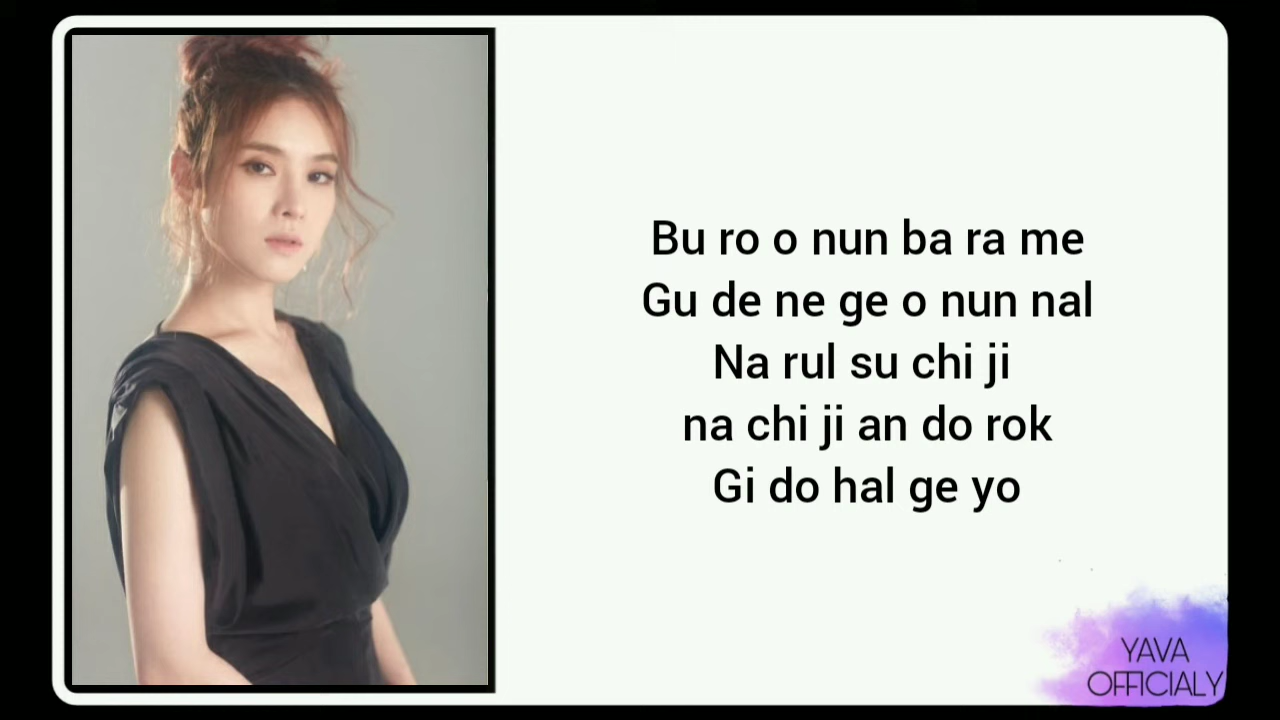 Bu ro o nun ba ra me
Gu de ne ge o nun nal
Na rul su chi ji
na chi ji an do rok
Gi do hal ge yo
YAVA
OFFICIALY